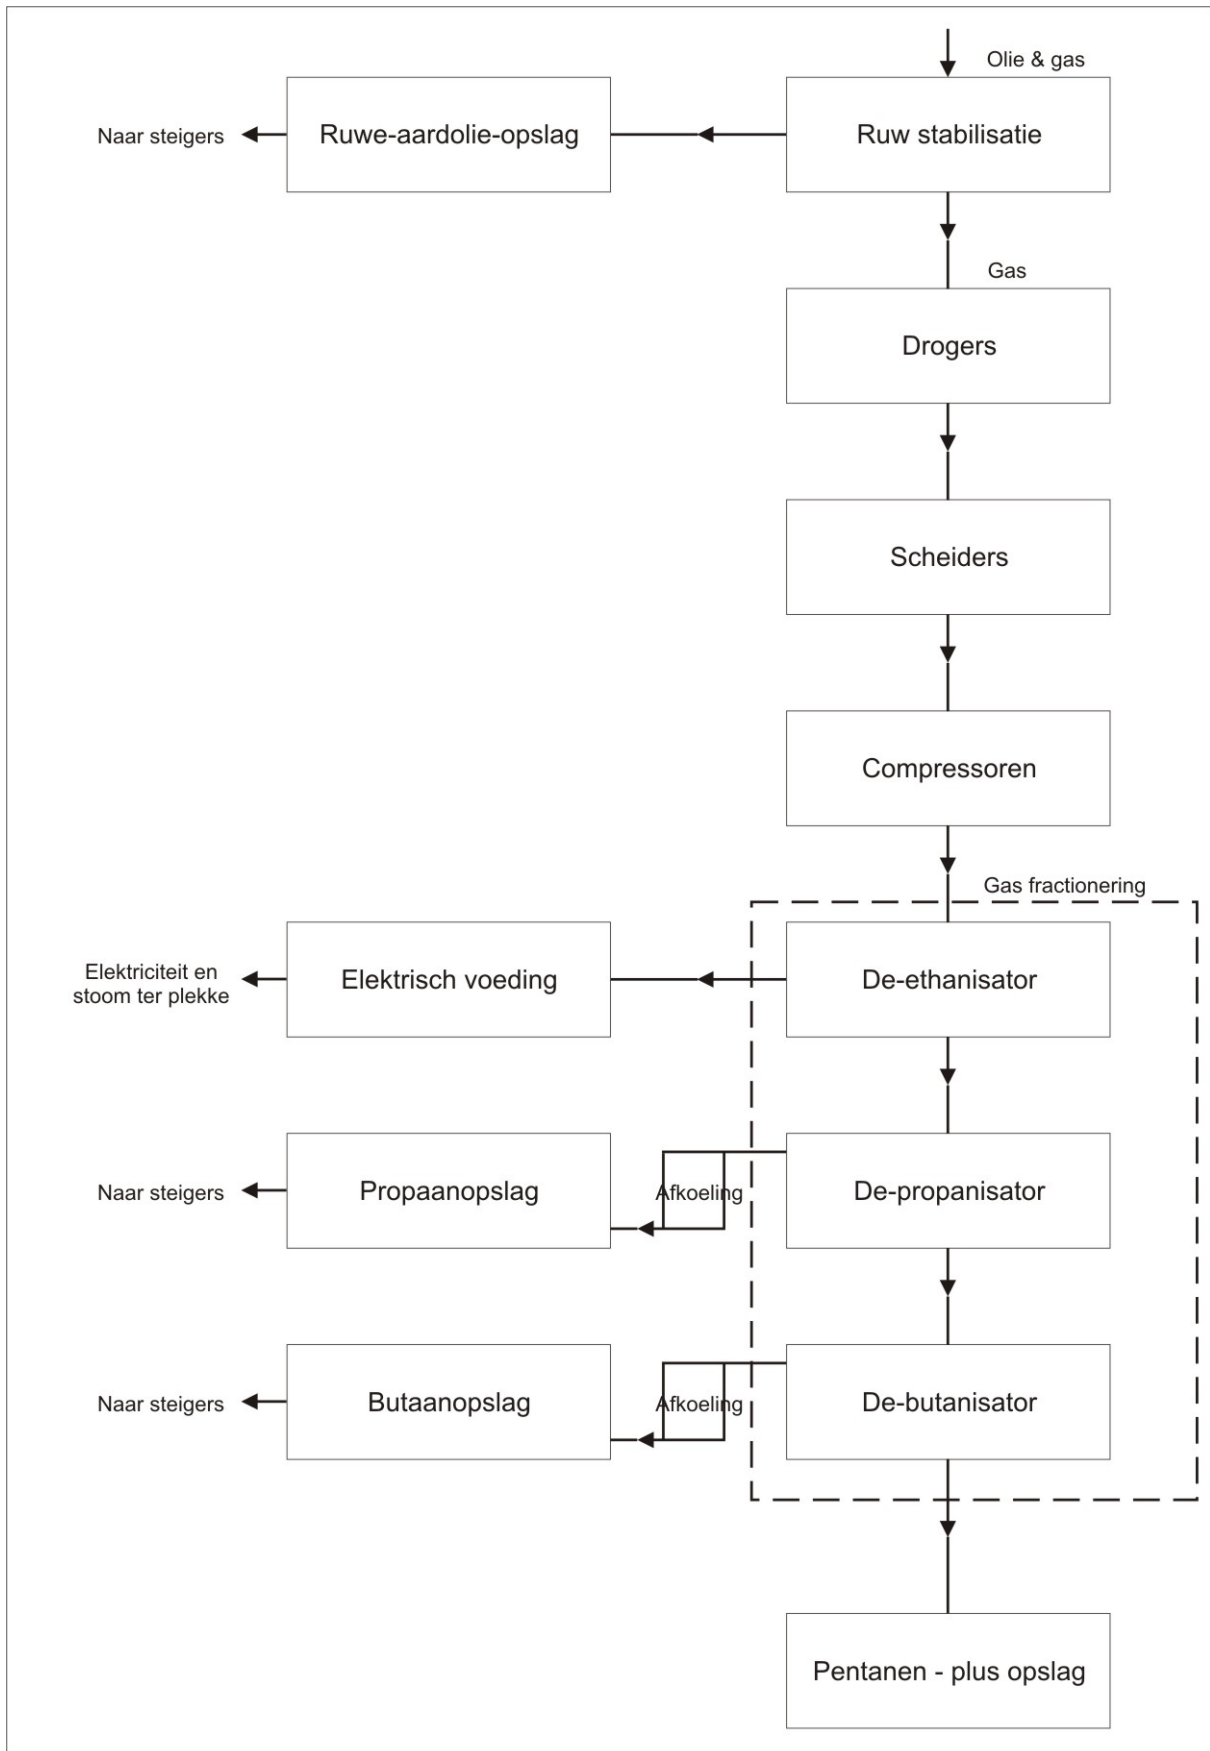 Olie & gas
Naar steigers
Ruwe-aardolie-opslag
Ruw stabilisatie
Gas
Drogers
Scheiders
Compressoren
Gas fractionering
Elektriciteit en
stoom ter plekke
Elektrisch voeding
De-ethanisator
Naar steigers
Propaanopslag
Afkoeling
De-propanisator
Naar steigers
Butaanopslag
Afkoeling
De-butanisator
Pentanen - plus opslag